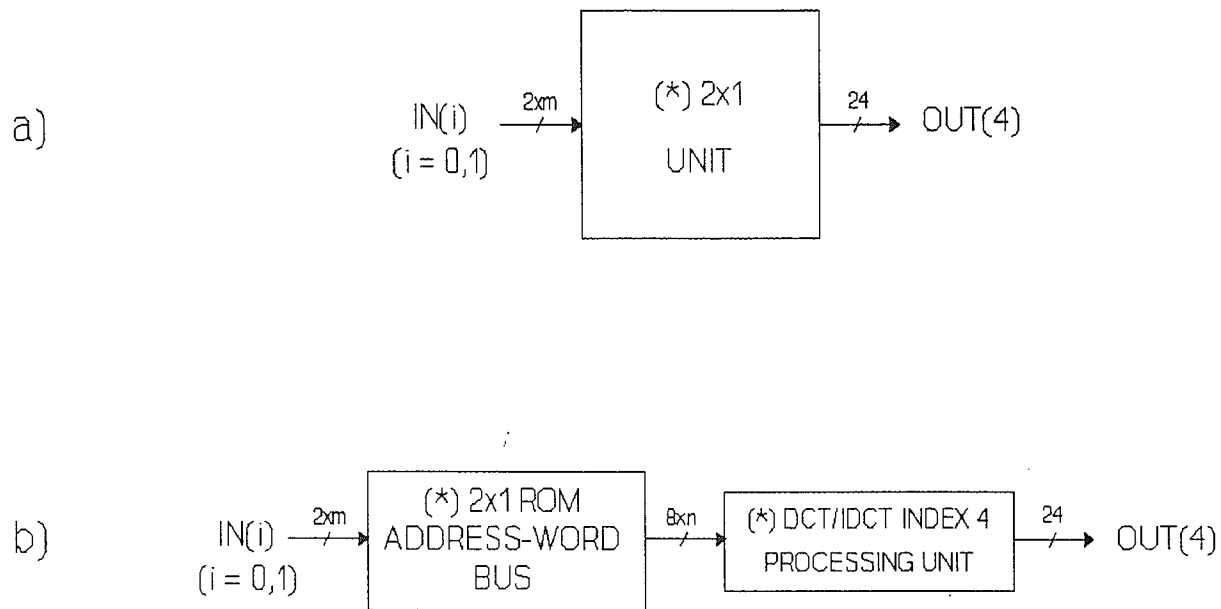 a)
IN(i)
(i = 0,1)
2xm
(*) 2x1
UNIT
24
OUT(4)
b)
IN(i)
(i = 0,1)
2xm
(*) 2x1 ROM
ADDRESS-WORD
BUS
8xn
(*) DCT/IDCT INDEX 4
PROCESSING UNIT
24
OUT(4)